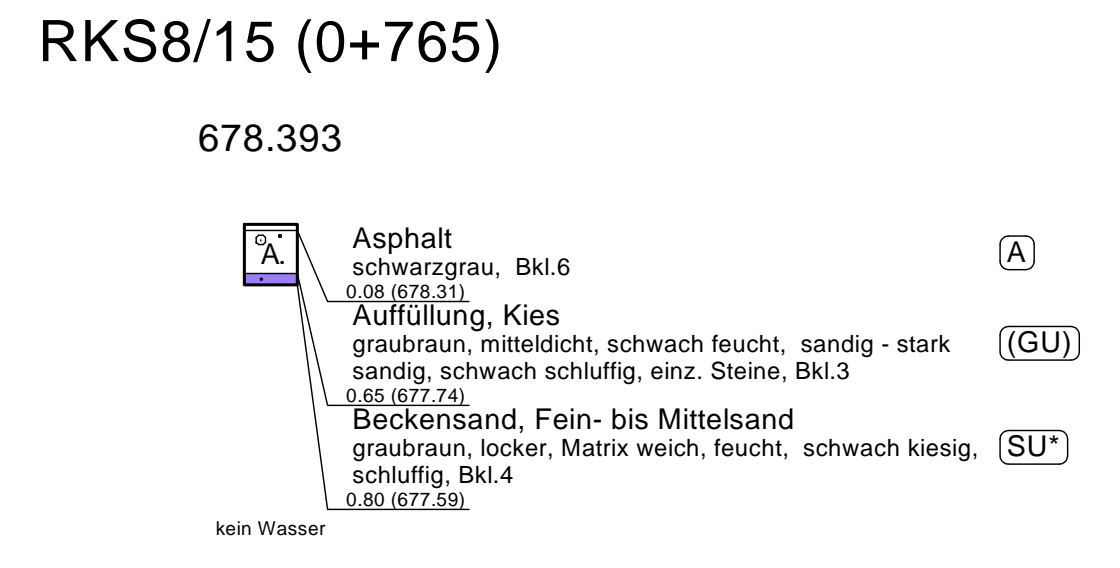 RKS8/15 (0+765)
678.393
A.
Asphalt
schwarzgrau, Bkl.6
A
0.08 (678.31)
Auffüllung, Kies
graubraun, mitteldicht, schwach feucht, sandig - stark
sandig, schwach schluffig, einz. Steine, Bkl.3
(GU)
0.65 (677.74)
Beckensand, Fein- bis Mittelsand
graubraun, locker, Matrix weich, feucht, schwach kiesig,
schluffig, Bkl.4
SU*
0.80 (677.59)
kein Wasser